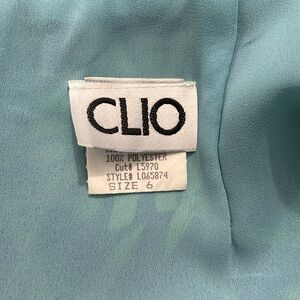 CLIO
100% POLYESTER
Cut# L5970
STYLE# L065874
SIZE 6